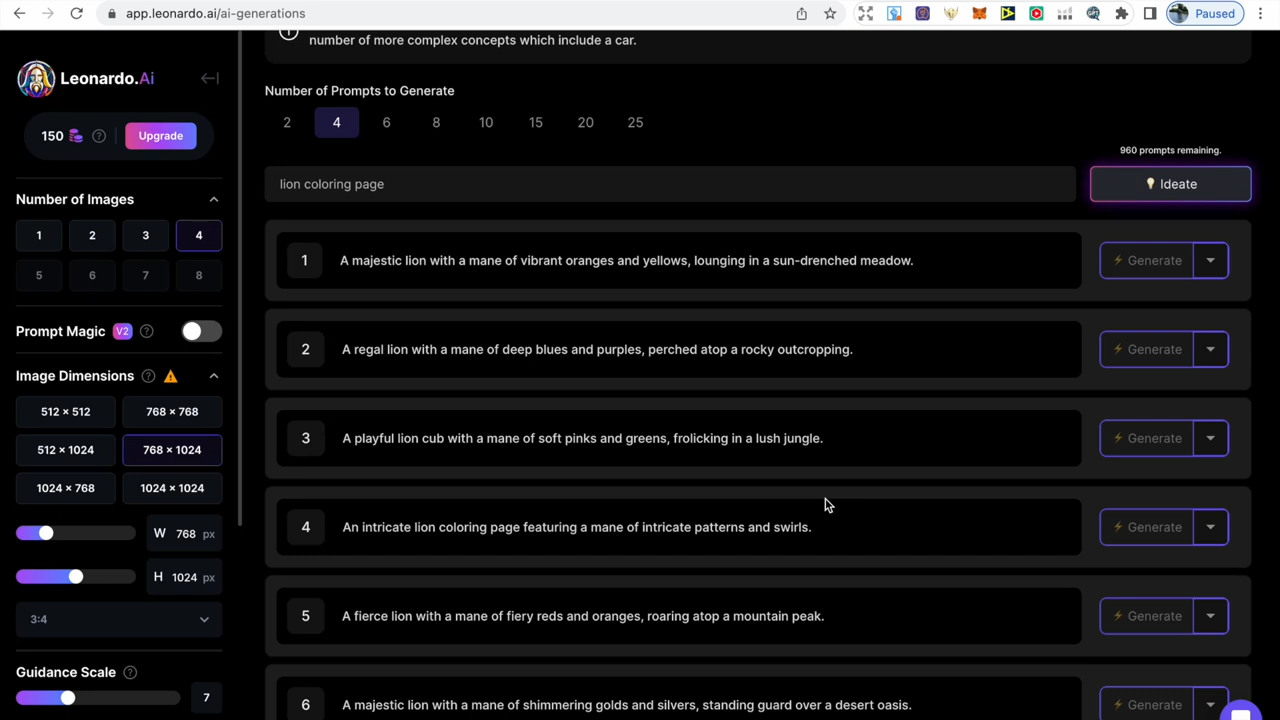 app.leonardo.ai/ai-generations
Paused
Leonardo.Ai
150
Upgrade
Number of Images
1 2 3 4
5 6 7 8
Prompt Magic V2
Image Dimensions
512 × 512 768 × 768
512 × 1024 768 × 1024
1024 × 768 1024 × 1024
W 768 px
H 1024 px
3:4
Guidance Scale
7
number of more complex concepts which include a car.
Number of Prompts to Generate
2 4 6 8 10 15 20 25
960 prompts remaining.
lion coloring page
Ideate
1 A majestic lion with a mane of vibrant oranges and yellows, lounging in a sun-drenched meadow. Generate
2 A regal lion with a mane of deep blues and purples, perched atop a rocky outcropping. Generate
3 A playful lion cub with a mane of soft pinks and greens, frolicking in a lush jungle. Generate
4 An intricate lion coloring page featuring a mane of intricate patterns and swirls. Generate
5 A fierce lion with a mane of fiery reds and oranges, roaring atop a mountain peak. Generate
6 A majestic lion with a mane of shimmering golds and silvers, standing guard over a desert oasis. Generate